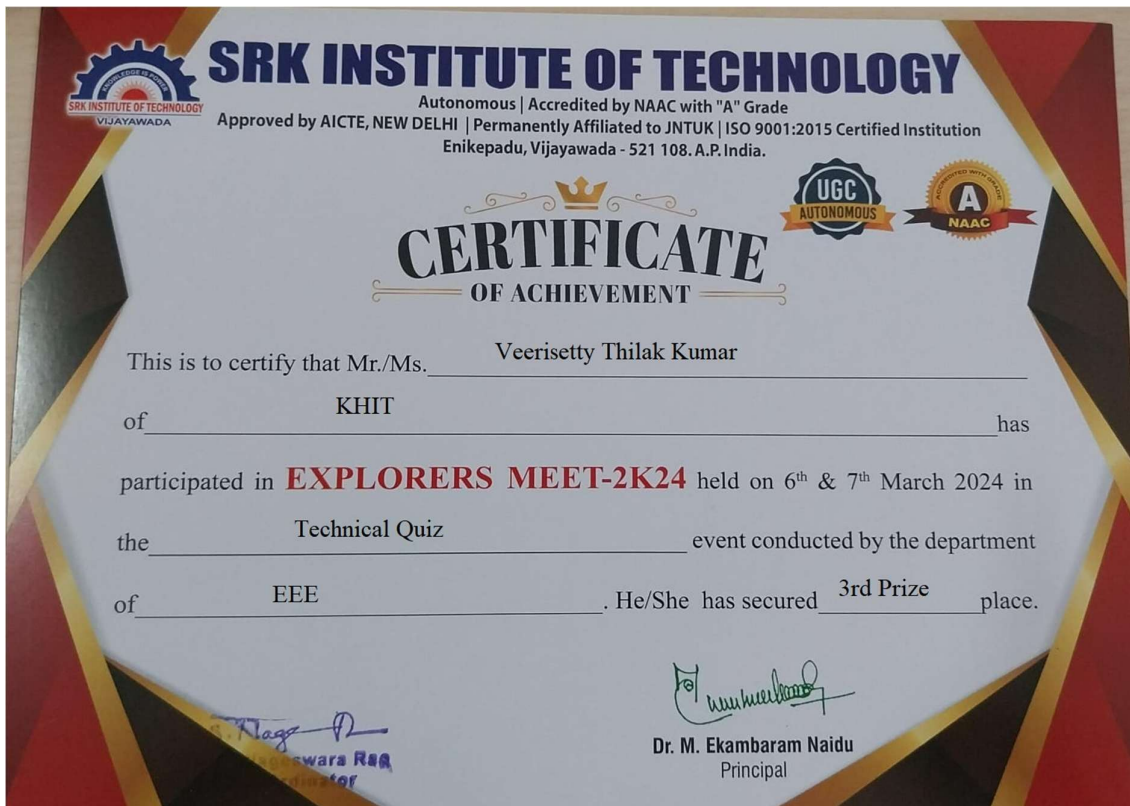 KNOWLEDGE IS POWER
SRK INSTITUTE OF TECHNOLOGY
VIJAYAWADA
SRK INSTITUTE OF TECHNOLOGY
Autonomous | Accredited by NAAC with "A" Grade
Approved by AICTE, NEW DELHI | Permanently Affiliated to JNTUK | ISO 9001:2015 Certified Institution
Enikepadu, Vijayawada - 521 108. A.P. India.
UGC
AUTONOMOUS
ACCREDITED WITH GRADE
A
NAAC
CERTIFICATE
OF ACHIEVEMENT
This is to certify that Mr./Ms. Veerisetty Thilak Kumar
of KHIT has
participated in EXPLORERS MEET-2K24 held on 6th & 7th March 2024 in
the Technical Quiz event conducted by the department
of EEE . He/She has secured 3rd Prize place.
Rao
Dr. M. Ekambaram Naidu
Principal